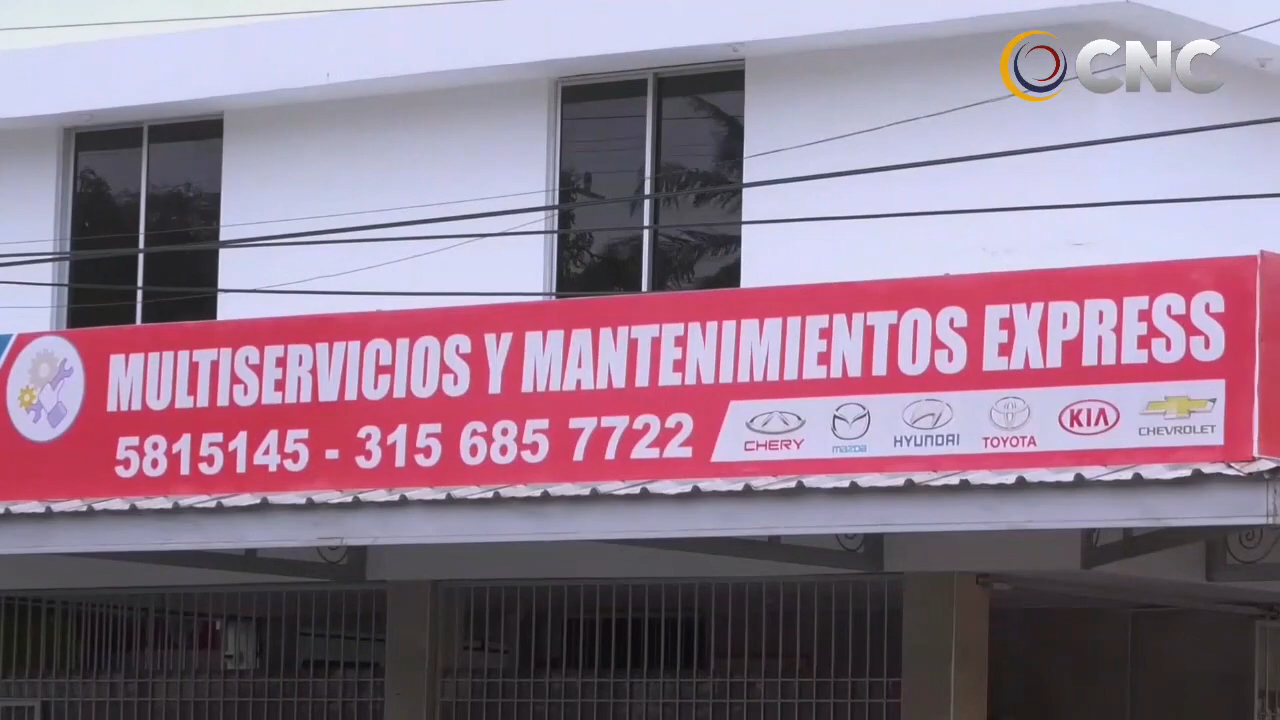 CNC
MULTISERVICIOS Y MANTENIMIENTOS EXPRESS
5815145 - 315 685 7722
CHERY mazda HYUNDAI TOYOTA KIA CHEVROLET